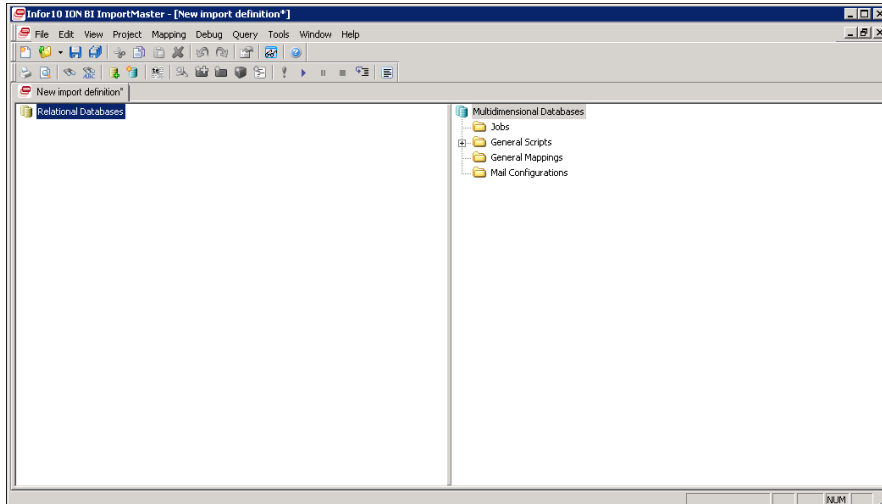 Infor10 ION BI ImportMaster - [New import definition*]
File Edit View Project Mapping Debug Query Tools Window Help
New import definition*
Relational Databases
Multidimensional Databases
Jobs
General Scripts
General Mappings
Mail Configurations
NUM